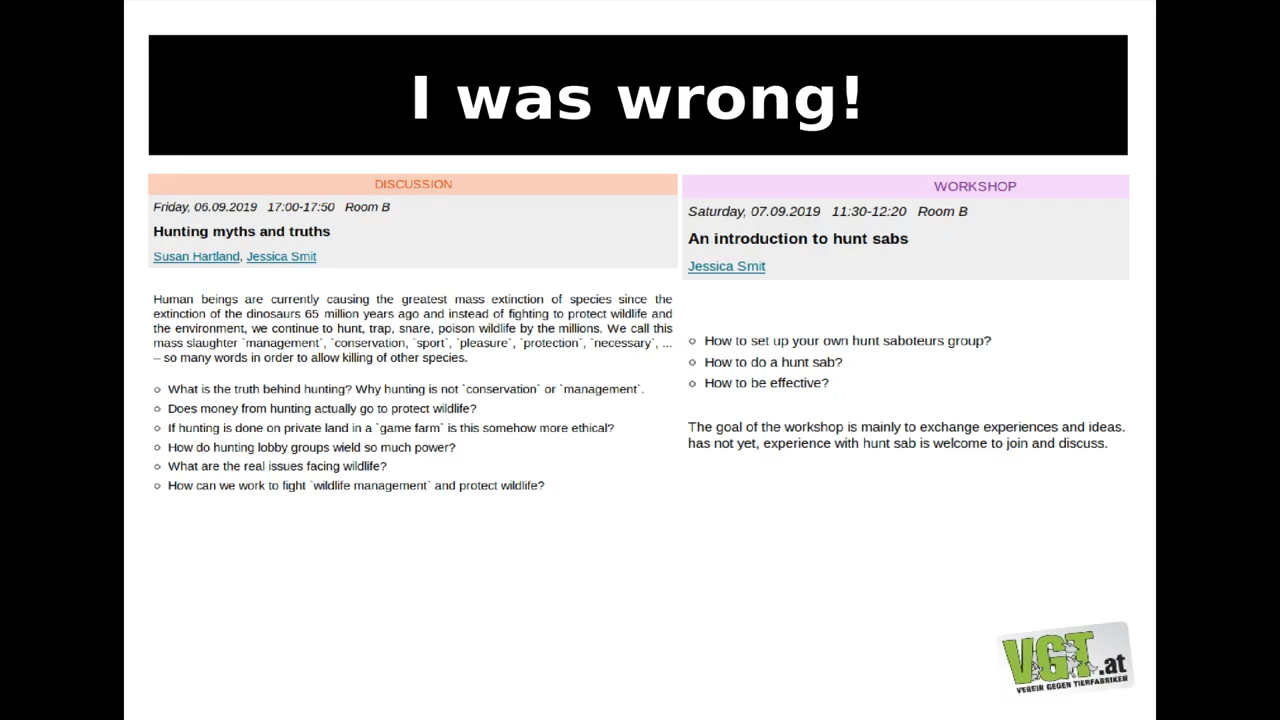 I was wrong!
DISCUSSION
Friday, 06.09.2019 17:00-17:50 Room B
Hunting myths and truths
Susan Hartland, Jessica Smit
Human beings are currently causing the greatest mass extinction of species since the
extinction of the dinosaurs 65 million years ago and instead of fighting to protect wildlife and
the environment, we continue to hunt, trap, snare, poison wildlife by the millions. We call this
mass slaughter `management`, `conservation, `sport`, `pleasure`, `protection`, `necessary`, ...
– so many words in order to allow killing of other species.
○ What is the truth behind hunting? Why hunting is not `conservation` or `management`.
○ Does money from hunting actually go to protect wildlife?
○ If hunting is done on private land in a `game farm` is this somehow more ethical?
○ How do hunting lobby groups wield so much power?
○ What are the real issues facing wildlife?
○ How can we work to fight `wildlife management` and protect wildlife?
WORKSHOP
Saturday, 07.09.2019 11:30-12:20 Room B
An introduction to hunt sabs
Jessica Smit
○ How to set up your own hunt saboteurs group?
○ How to do a hunt sab?
○ How to be effective?
The goal of the workshop is mainly to exchange experiences and ideas.
has not yet, experience with hunt sab is welcome to join and discuss.
VGT.at
VEREIN GEGEN TIERFABRIKEN